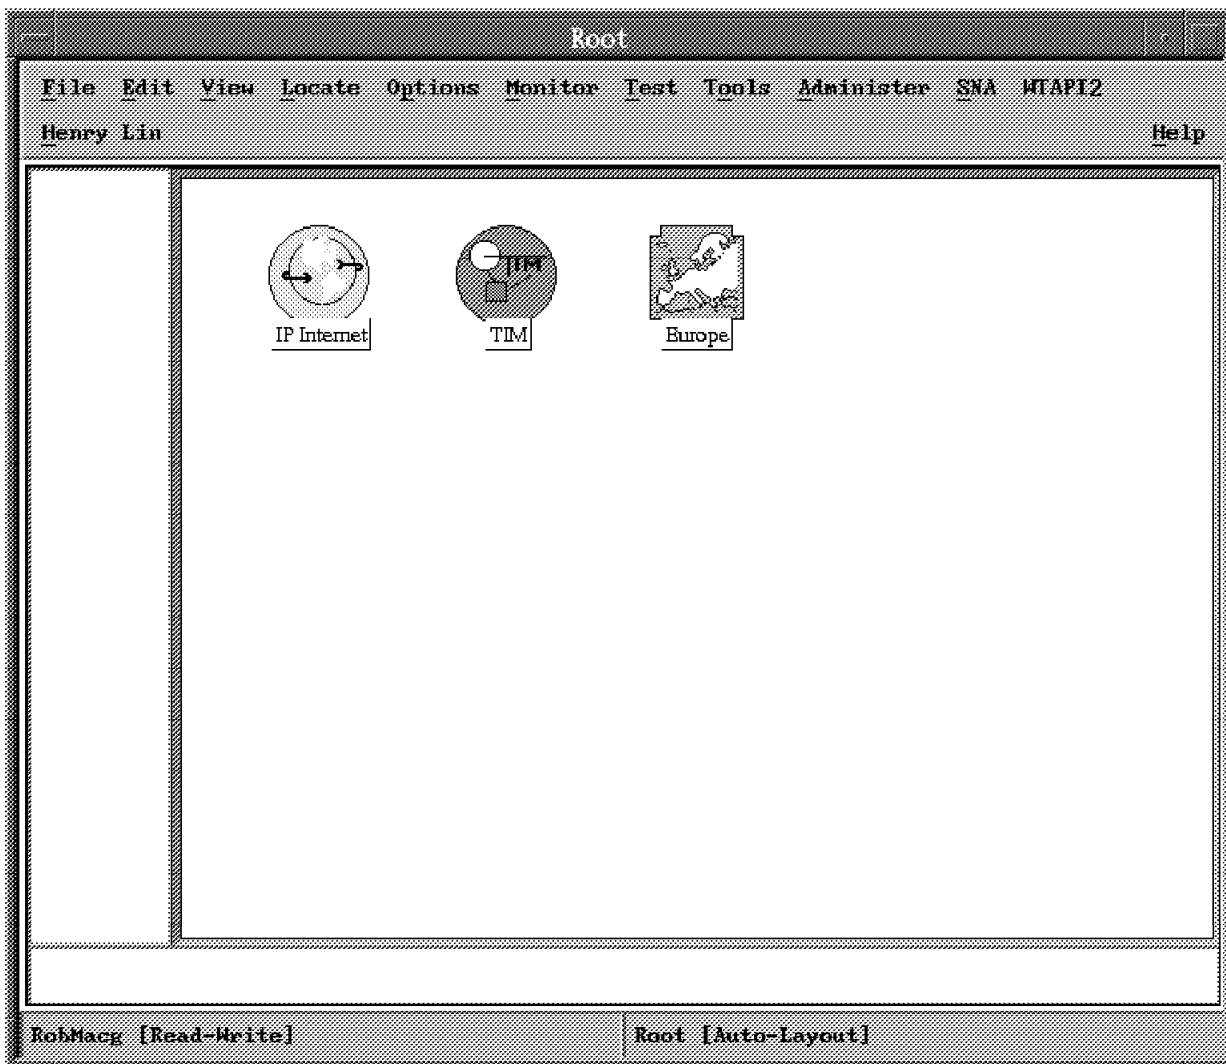 Root
File Edit View Locate Options Monitor Test Tools Administer SNA WTAPI2
Henry Lin Help
TIM
IP Internet TIM Europe
RobMacg [Read-Write] Root [Auto-Layout]